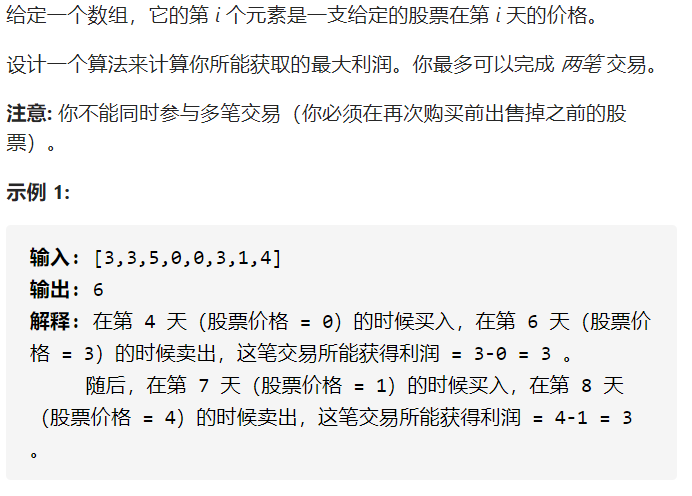 给定一个数组，它的第 i 个元素是一支给定的股票在第 i 天的价格。
设计一个算法来计算你所能获取的最大利润。你最多可以完成 两笔 交易。
注意: 你不能同时参与多笔交易（你必须在再次购买前出售掉之前的股
票）。
示例 1:
输入: [3,3,5,0,0,3,1,4]
输出: 6
解释: 在第 4 天（股票价格 = 0）的时候买入，在第 6 天（股票价
格 = 3）的时候卖出，这笔交易所能获得利润 = 3-0 = 3 。
随后，在第 7 天（股票价格 = 1）的时候买入，在第 8 天
（股票价格 = 4）的时候卖出，这笔交易所能获得利润 = 4-1 = 3
。